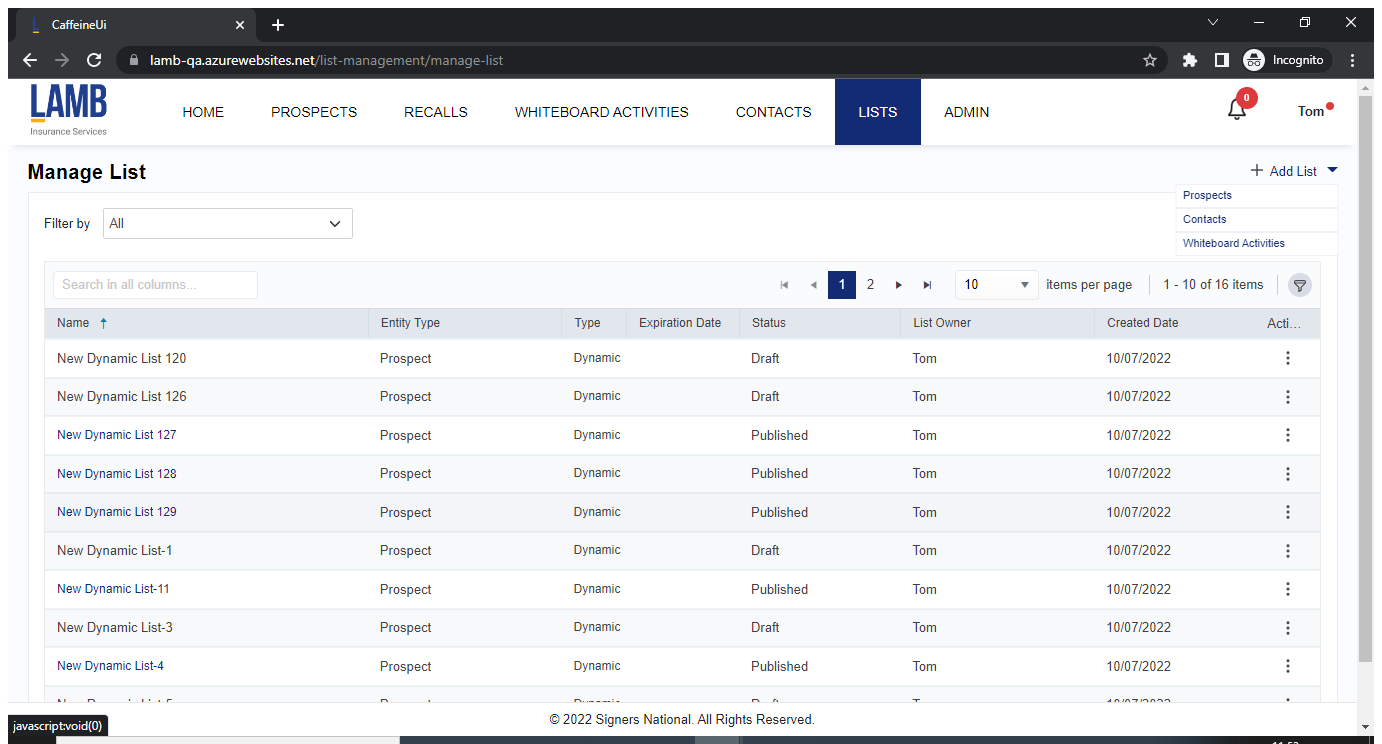 CaffeineUi
lamb-qa.azurewebsites.net/list-management/manage-list
Incognito
LAMB
Insurance Services
HOME PROSPECTS RECALLS WHITEBOARD ACTIVITIES CONTACTS LISTS ADMIN
0
Tom
Manage List
Add List
Prospects
Contacts
Whiteboard Activities
Filter by All
Search in all columns...
1 2 10 items per page 1 - 10 of 16 items
Name Entity Type Type Expiration Date Status List Owner Created Date Acti...
New Dynamic List 120 Prospect Dynamic Draft Tom 10/07/2022
New Dynamic List 126 Prospect Dynamic Draft Tom 10/07/2022
New Dynamic List 127 Prospect Dynamic Published Tom 10/07/2022
New Dynamic List 128 Prospect Dynamic Published Tom 10/07/2022
New Dynamic List 129 Prospect Dynamic Published Tom 10/07/2022
New Dynamic List-1 Prospect Dynamic Draft Tom 10/07/2022
New Dynamic List-11 Prospect Dynamic Published Tom 10/07/2022
New Dynamic List-3 Prospect Dynamic Draft Tom 10/07/2022
New Dynamic List-4 Prospect Dynamic Published Tom 10/07/2022
© 2022 Signers National. All Rights Reserved.
javascript:void(0)